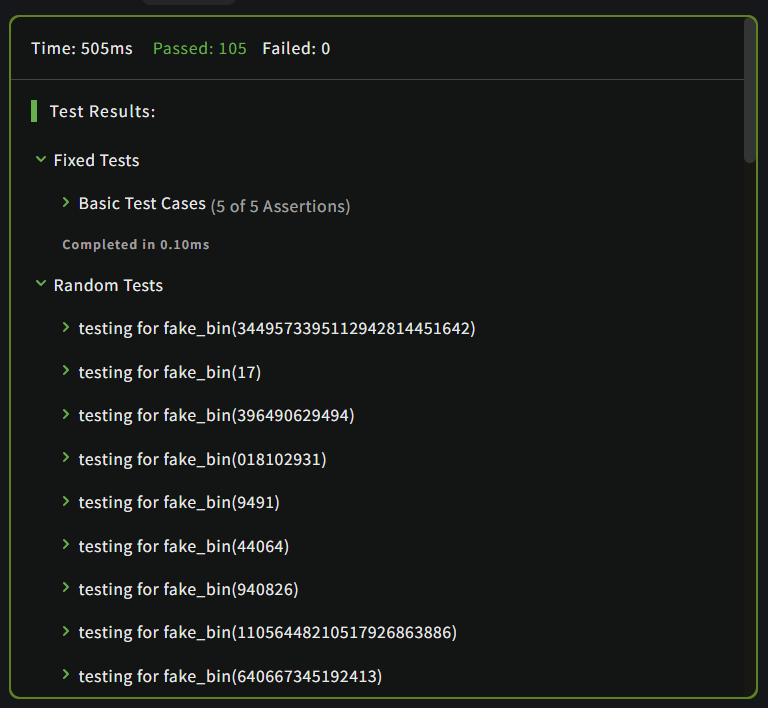 Time: 505ms Passed: 105 Failed: 0
Test Results:
Fixed Tests
Basic Test Cases (5 of 5 Assertions)
Completed in 0.10ms
Random Tests
testing for fake_bin(3449573395112942814451642)
testing for fake_bin(17)
testing for fake_bin(396490629494)
testing for fake_bin(018102931)
testing for fake_bin(9491)
testing for fake_bin(44064)
testing for fake_bin(940826)
testing for fake_bin(11056448210517926863886)
testing for fake_bin(640667345192413)